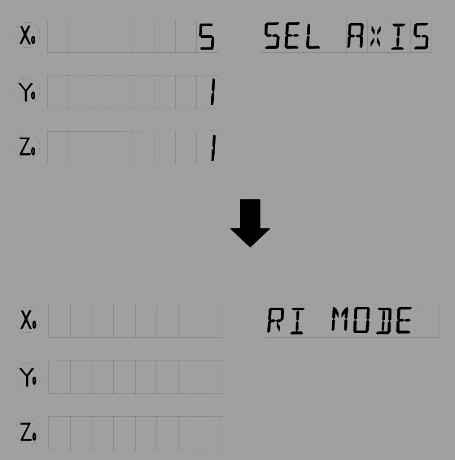 X₀ 5 SEL AXIS
Y₀ 1
Z₀ 1
X₀ RI MODE
Y₀
Z₀